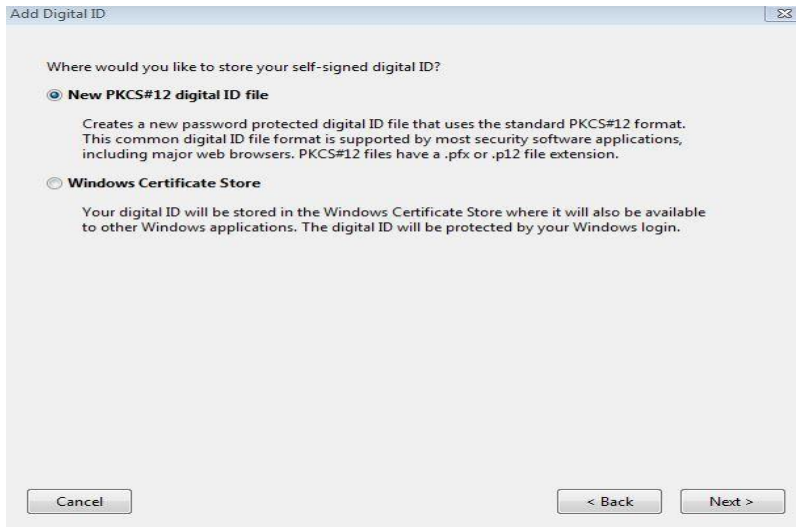 Add Digital ID
Where would you like to store your self-signed digital ID?
New PKCS#12 digital ID file
Creates a new password protected digital ID file that uses the standard PKCS#12 format.
This common digital ID file format is supported by most security software applications,
including major web browsers. PKCS#12 files have a .pfx or .p12 file extension.
Windows Certificate Store
Your digital ID will be stored in the Windows Certificate Store where it will also be available
to other Windows applications. The digital ID will be protected by your Windows login.
Cancel < Back Next >